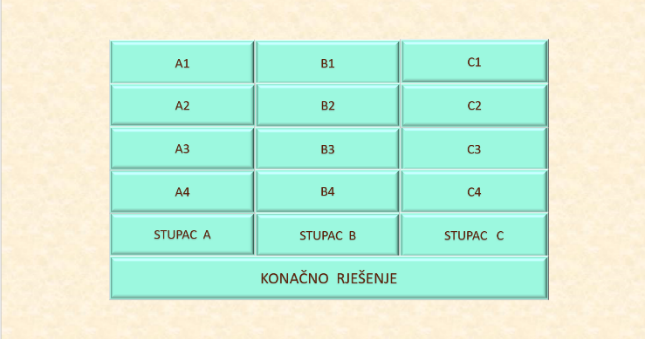 A1 B1 C1
A2 B2 C2
A3 B3 C3
A4 B4 C4
STUPAC A STUPAC B STUPAC C
KONAČNO RJEŠENJE